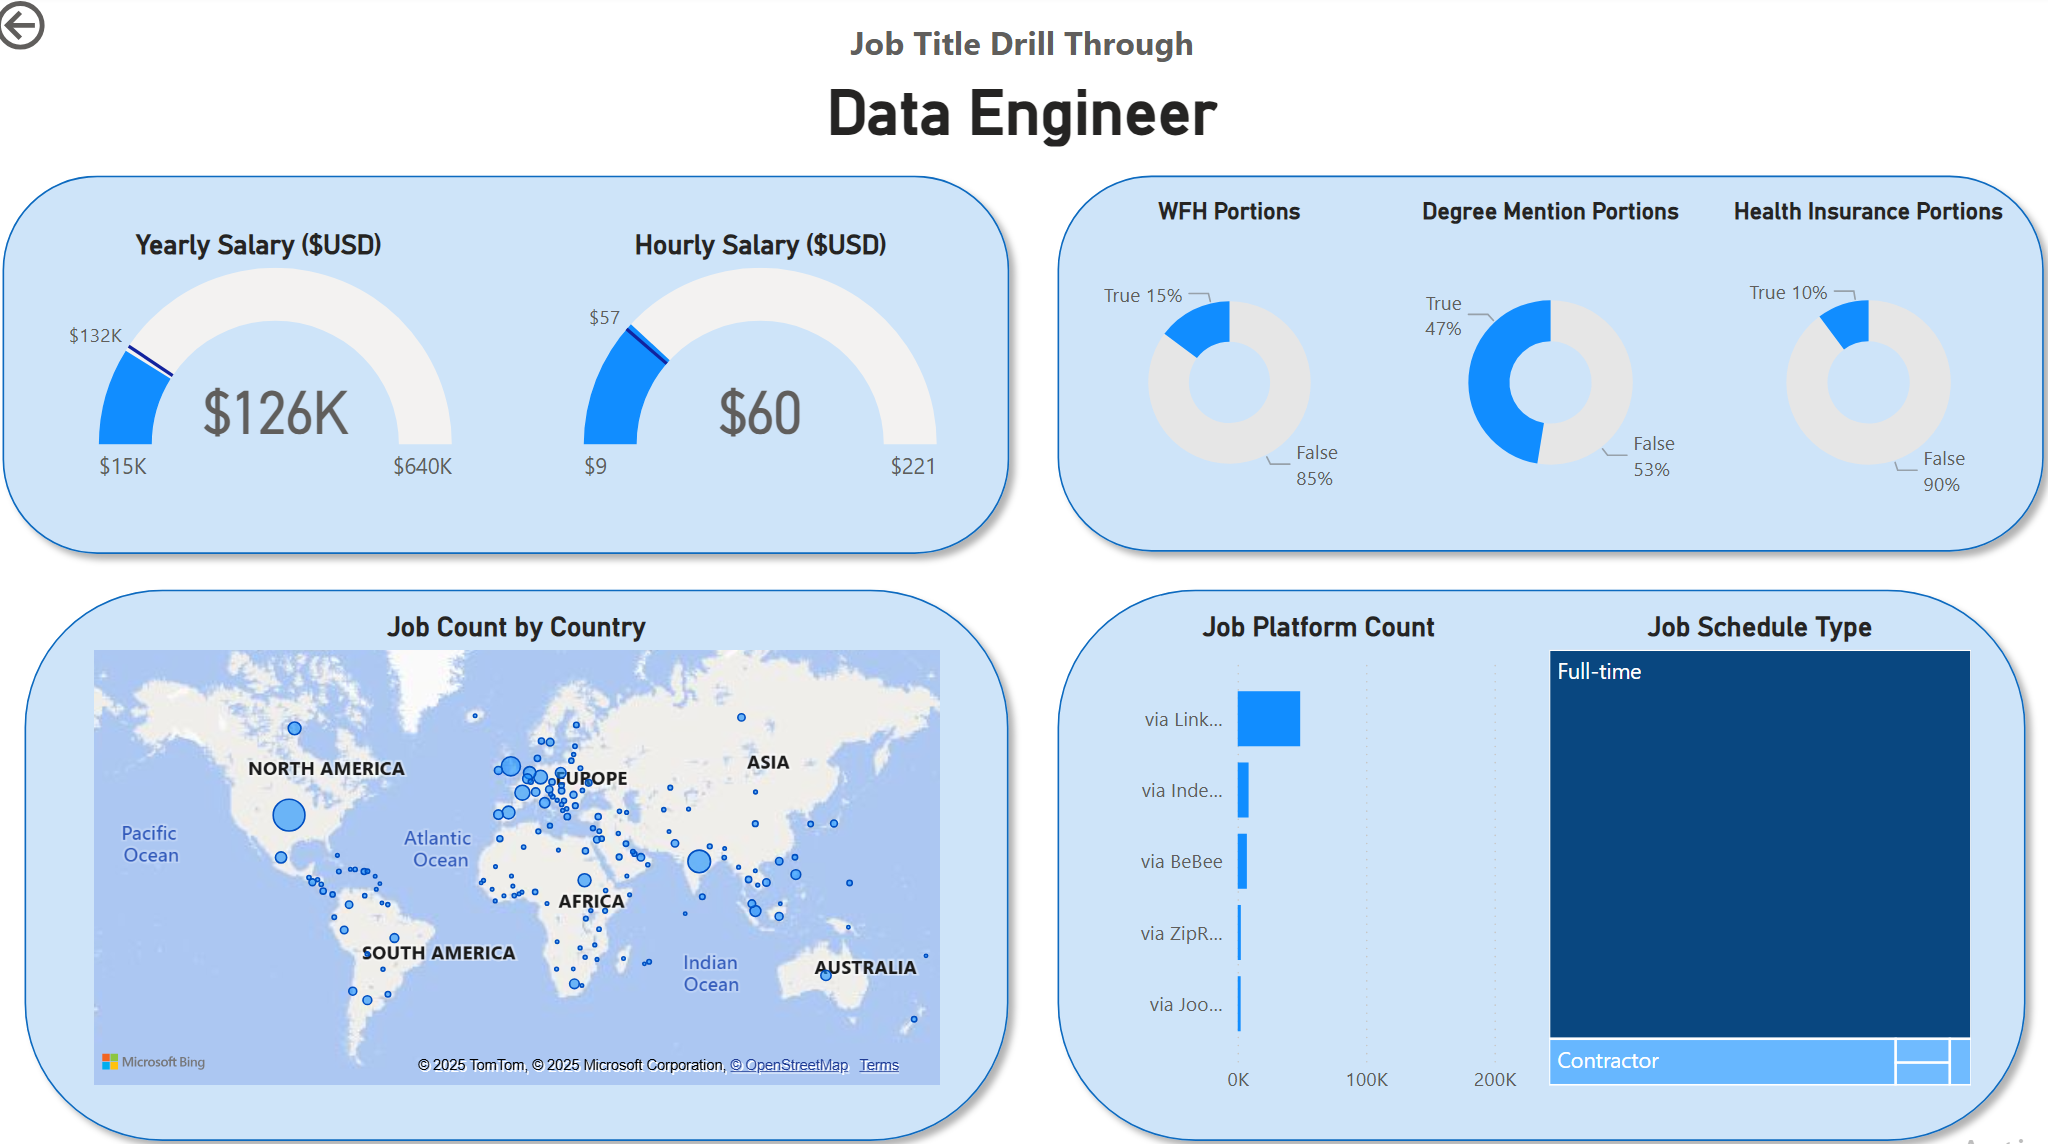 Job Title Drill Through
Data Engineer
Yearly Salary ($USD)
$132K
$126K
$15K
$640K
Hourly Salary ($USD)
$57
$60
$9
$221
WFH Portions
True 15%
False
85%
Degree Mention Portions
True
47%
False
53%
Health Insurance Portions
True 10%
False
90%
Job Count by Country
NORTH AMERICA
EUROPE
ASIA
Pacific
Ocean
Atlantic
Ocean
AFRICA
SOUTH AMERICA
Indian
Ocean
AUSTRALIA
Microsoft Bing
© 2025 TomTom, © 2025 Microsoft Corporation, © OpenStreetMap Terms
Job Platform Count
via Link...
via Inde...
via BeBee
via ZipR...
via Joo...
0K
100K
200K
Job Schedule Type
Full-time
Contractor